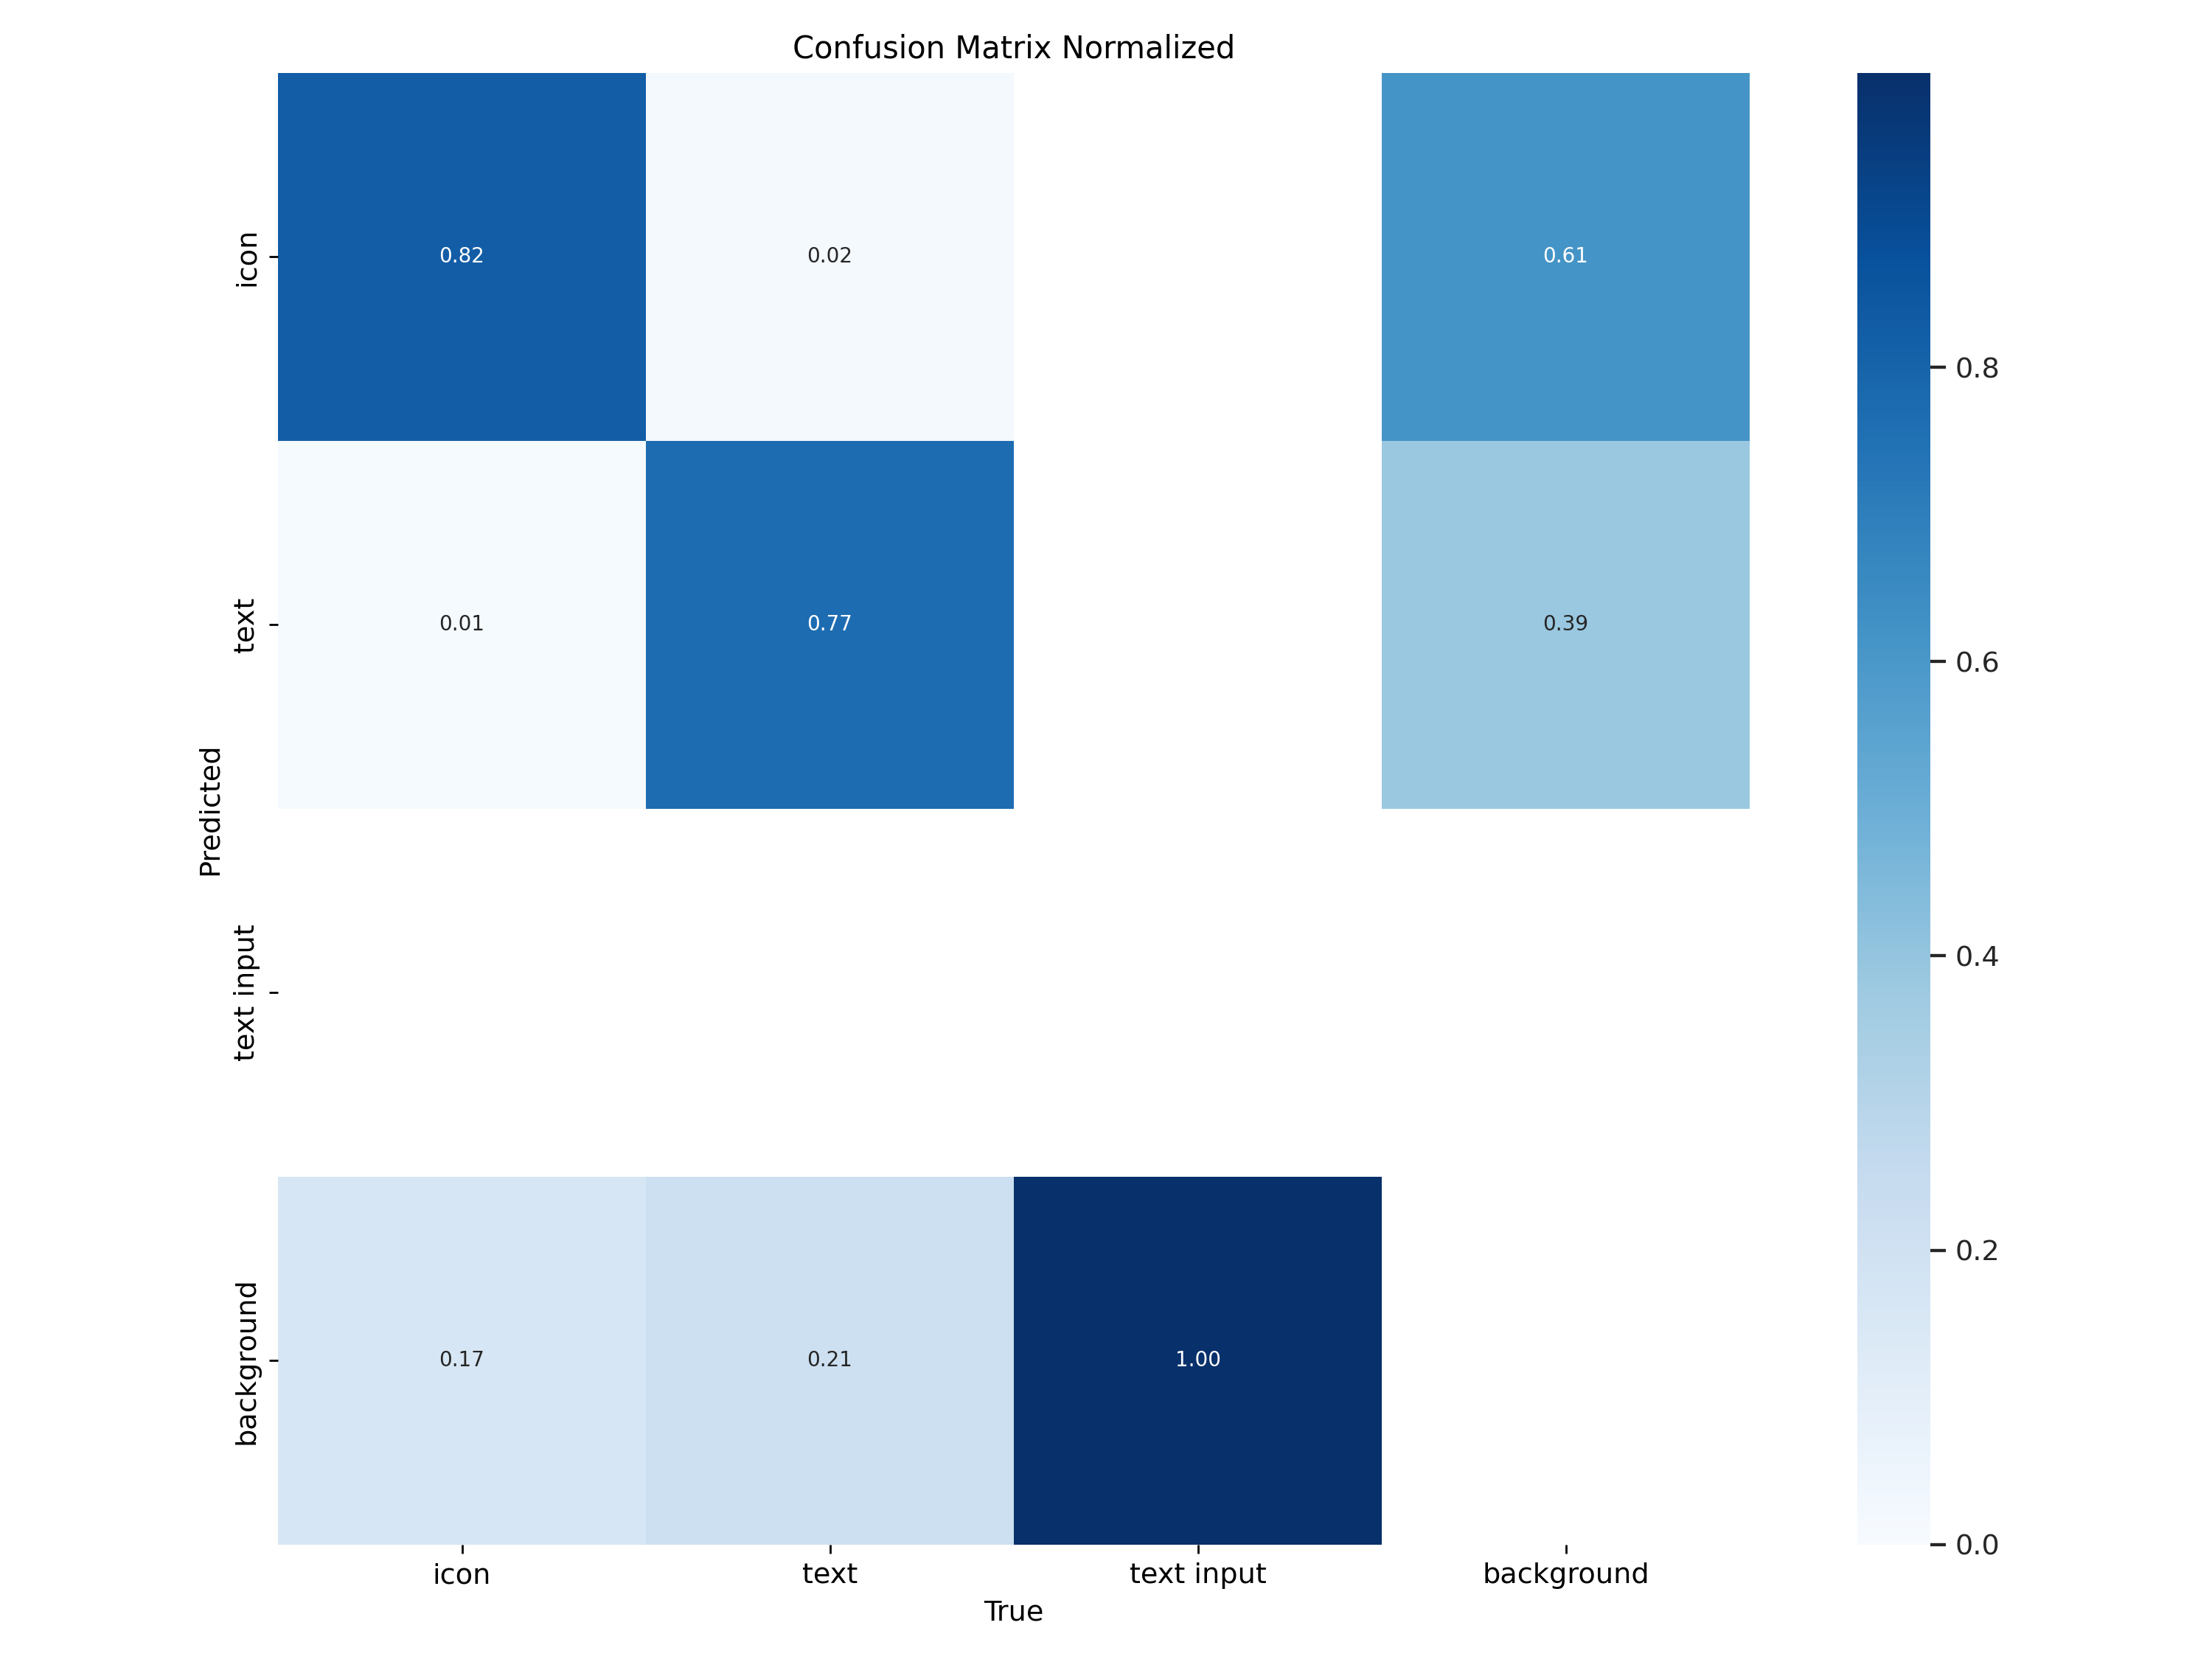 Confusion Matrix Normalized
icon
0.82
0.02
0.61
text
0.01
0.77
0.39
Predicted
text input
background
0.17
0.21
1.00
icon
text
text input
background
True
0.8
0.6
0.4
0.2
0.0